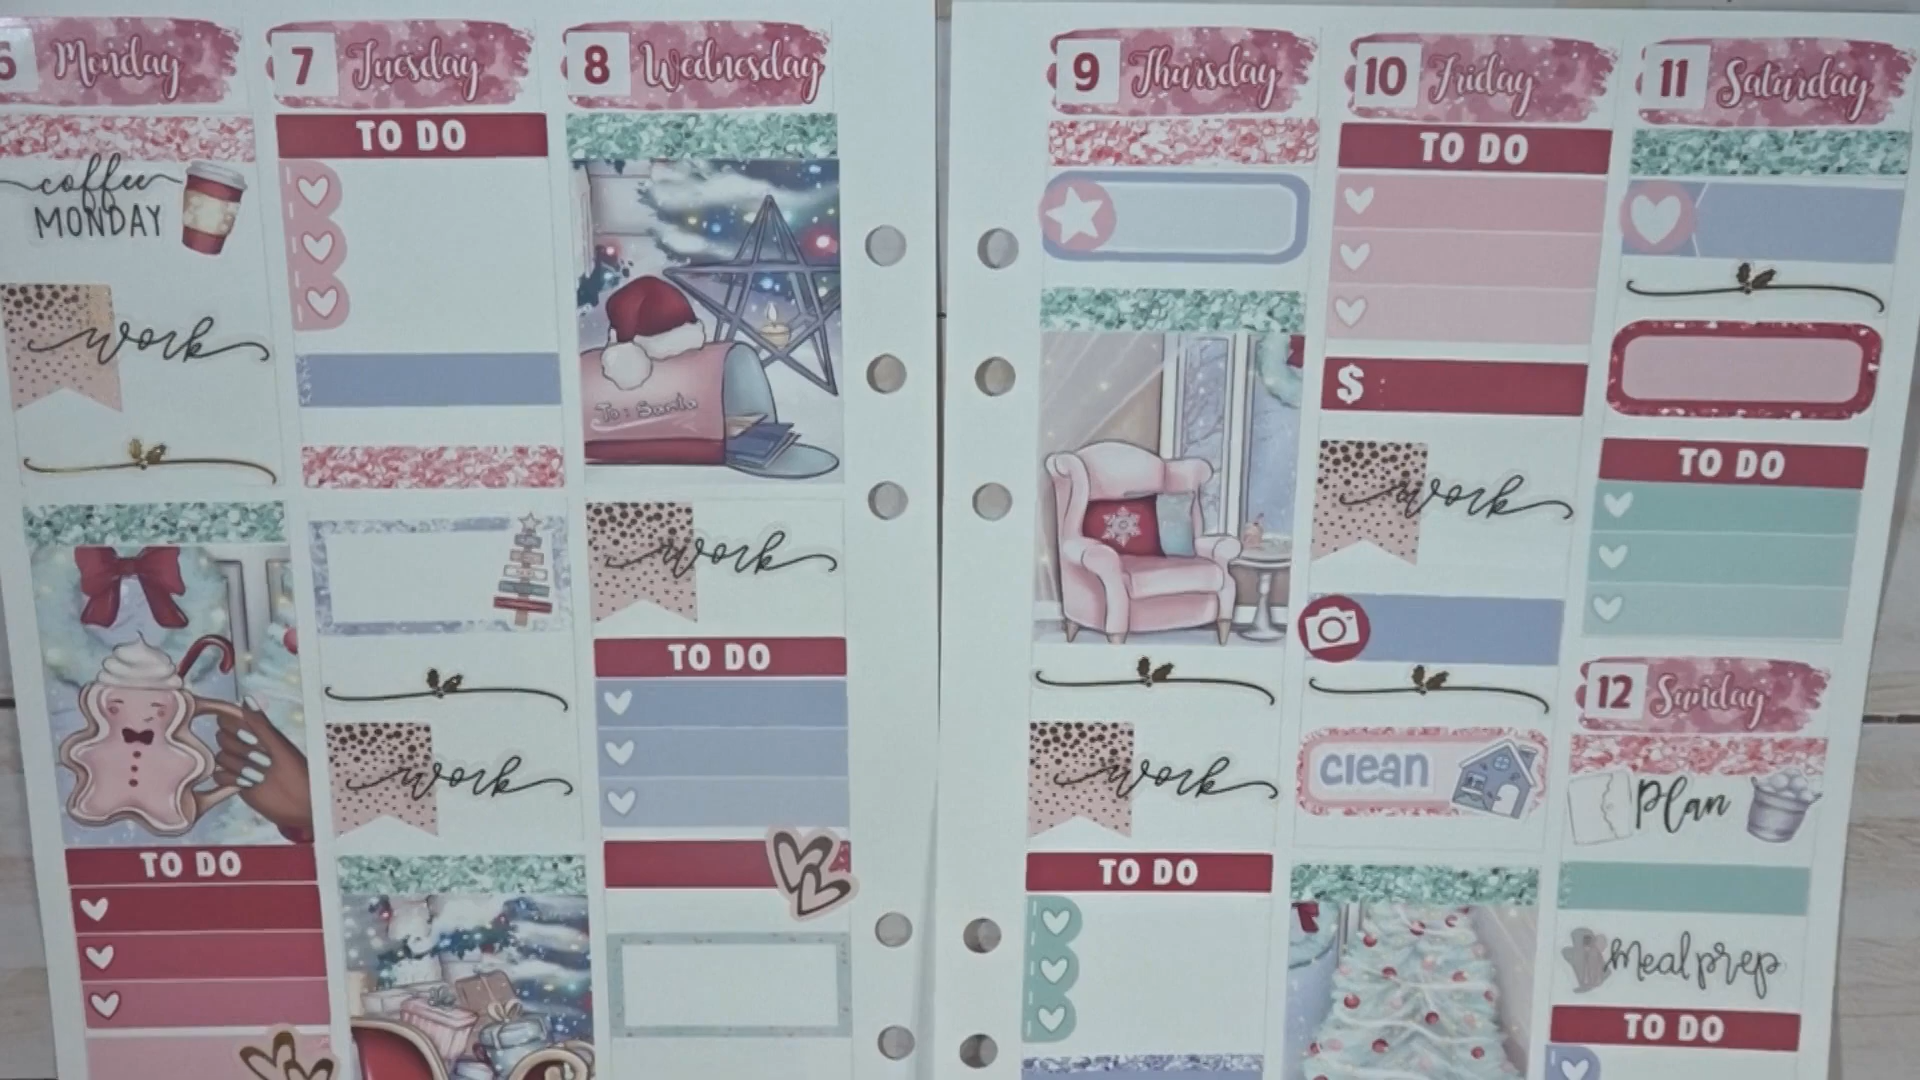 6 Monday
coffee
MONDAY
work
TO DO
7 Tuesday
TO DO
work
8 Wednesday
To: Santa
work
TO DO
9 Thursday
work
TO DO
10 Friday
TO DO
$
work
clean
11 Saturday
TO DO
12 Sunday
Plan
Meal prep
TO DO